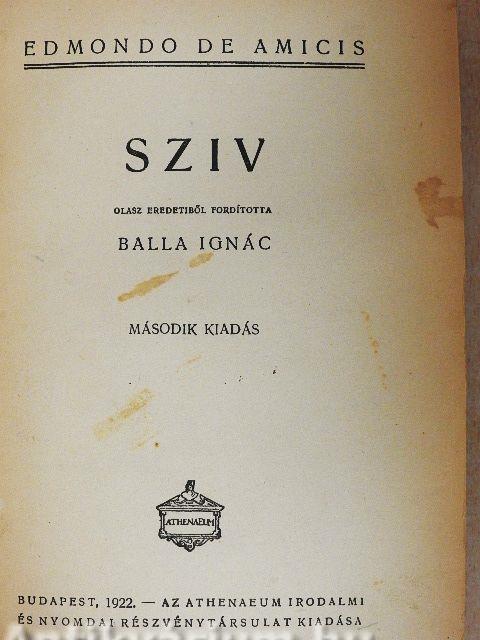 EDMONDO DE AMICIS
SZIV
OLASZ EREDETIBŐL FORDÍTOTTA
BALLA IGNÁC
MÁSODIK KIADÁS
ATHENAEUM
BUDAPEST, 1922. — AZ ATHENAEUM IRODALMI
ÉS NYOMDAI RÉSZVÉNYTÁRSULAT KIADÁSA